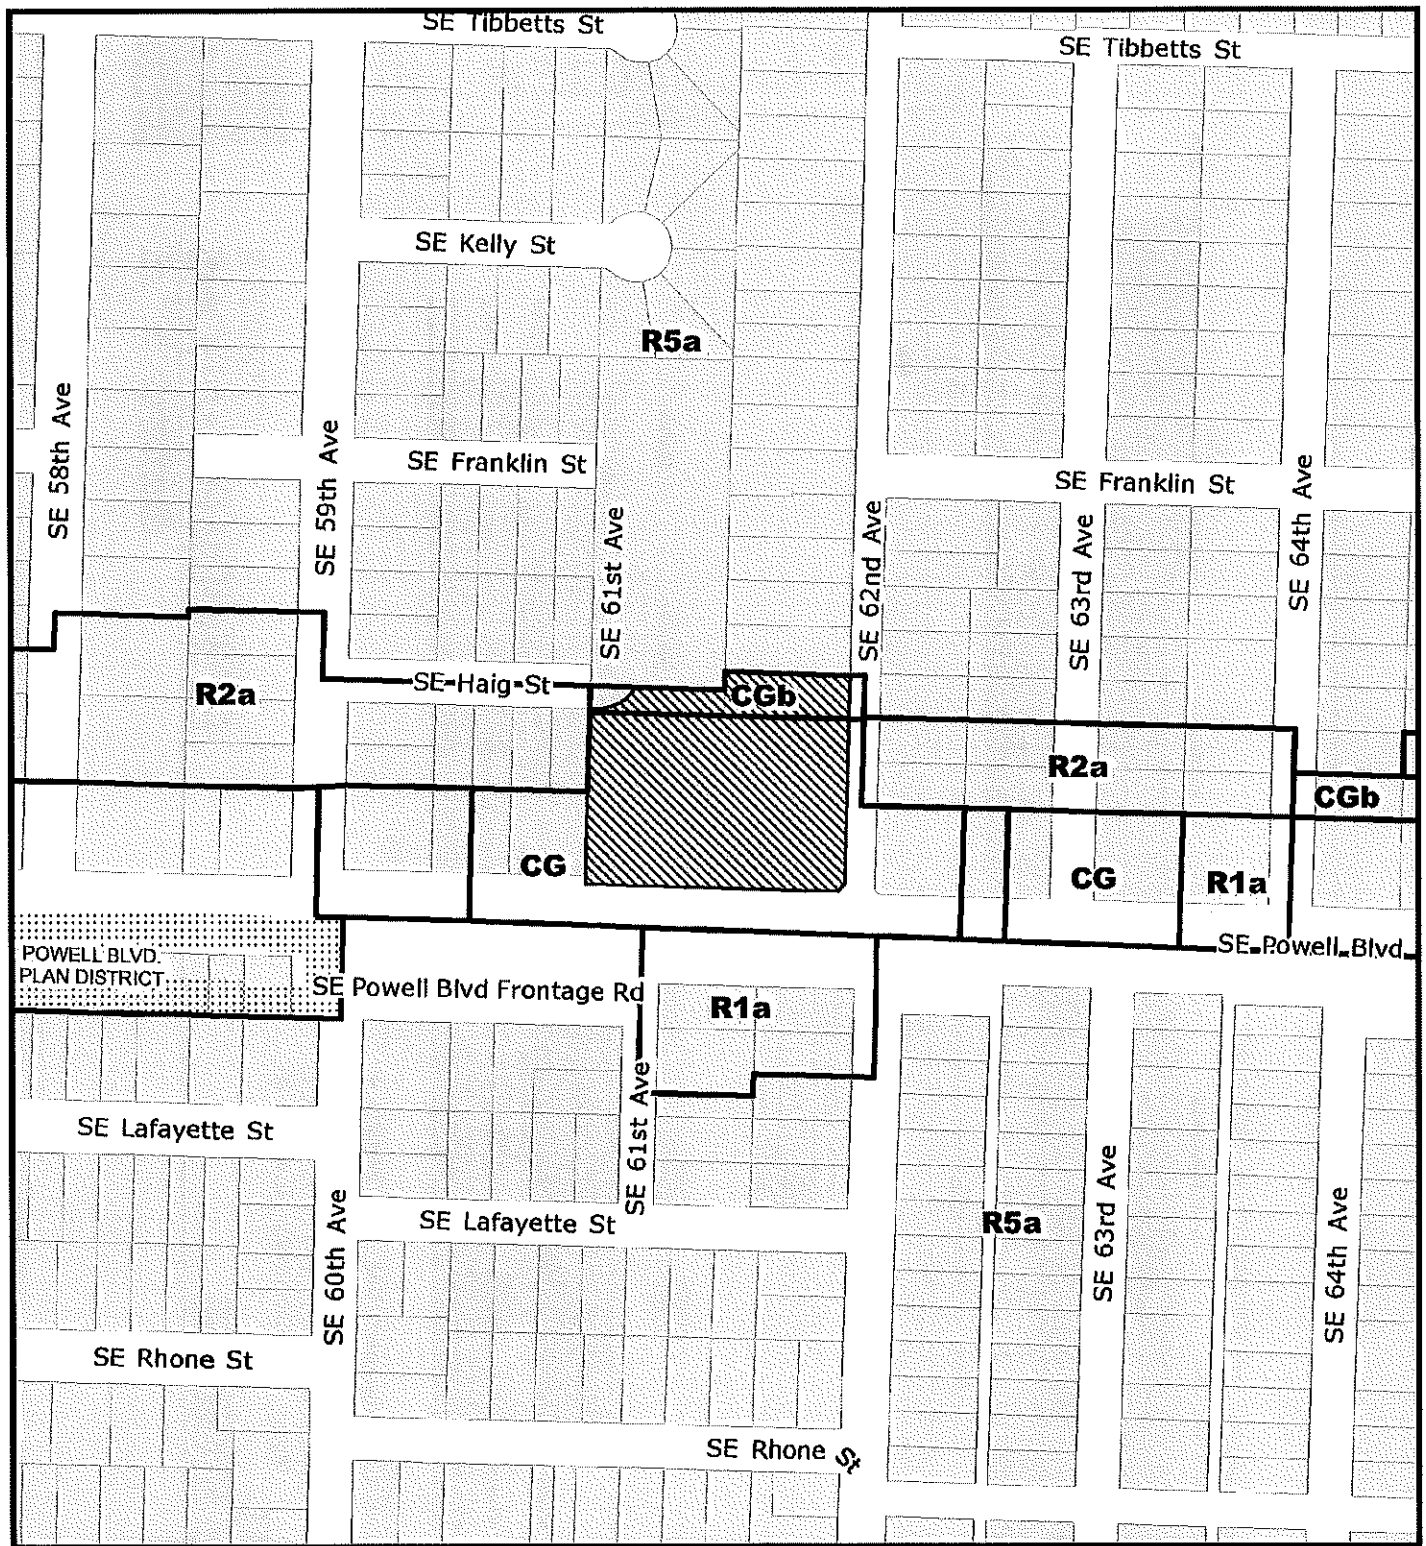 SE Tibbetts St
SE Tibbetts St
SE Kelly St
R5a
SE 58th Ave
SE 59th Ave
SE Franklin St
SE 61st Ave
SE 62nd Ave
SE Franklin St
SE 63rd Ave
SE 64th Ave
R2a
SE Haig St
CGb
R2a
CGb
CG
CG
R1a
SE Powell Blvd
POWELL BLVD.
PLAN DISTRICT
SE Powell Blvd Frontage Rd
R1a
SE 61st Ave
SE Lafayette St
SE 60th Ave
SE Lafayette St
R5a
SE 63rd Ave
SE 64th Ave
SE Rhone St
SE Rhone St